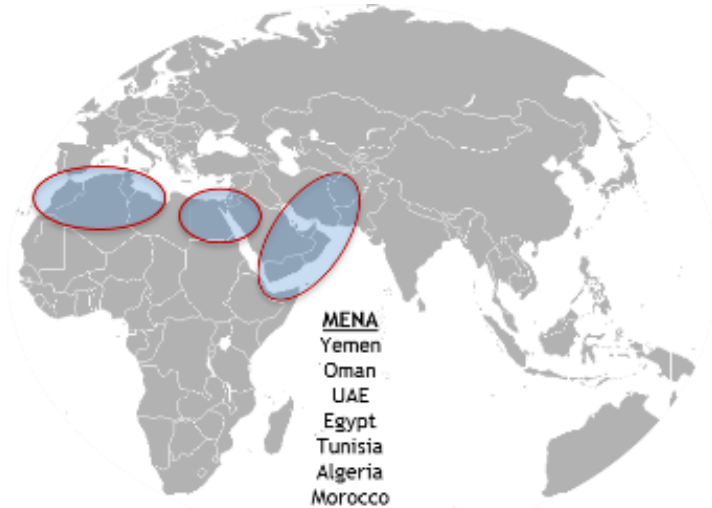 MENA
Yemen
Oman
UAE
Egypt
Tunisia
Algeria
Morocco